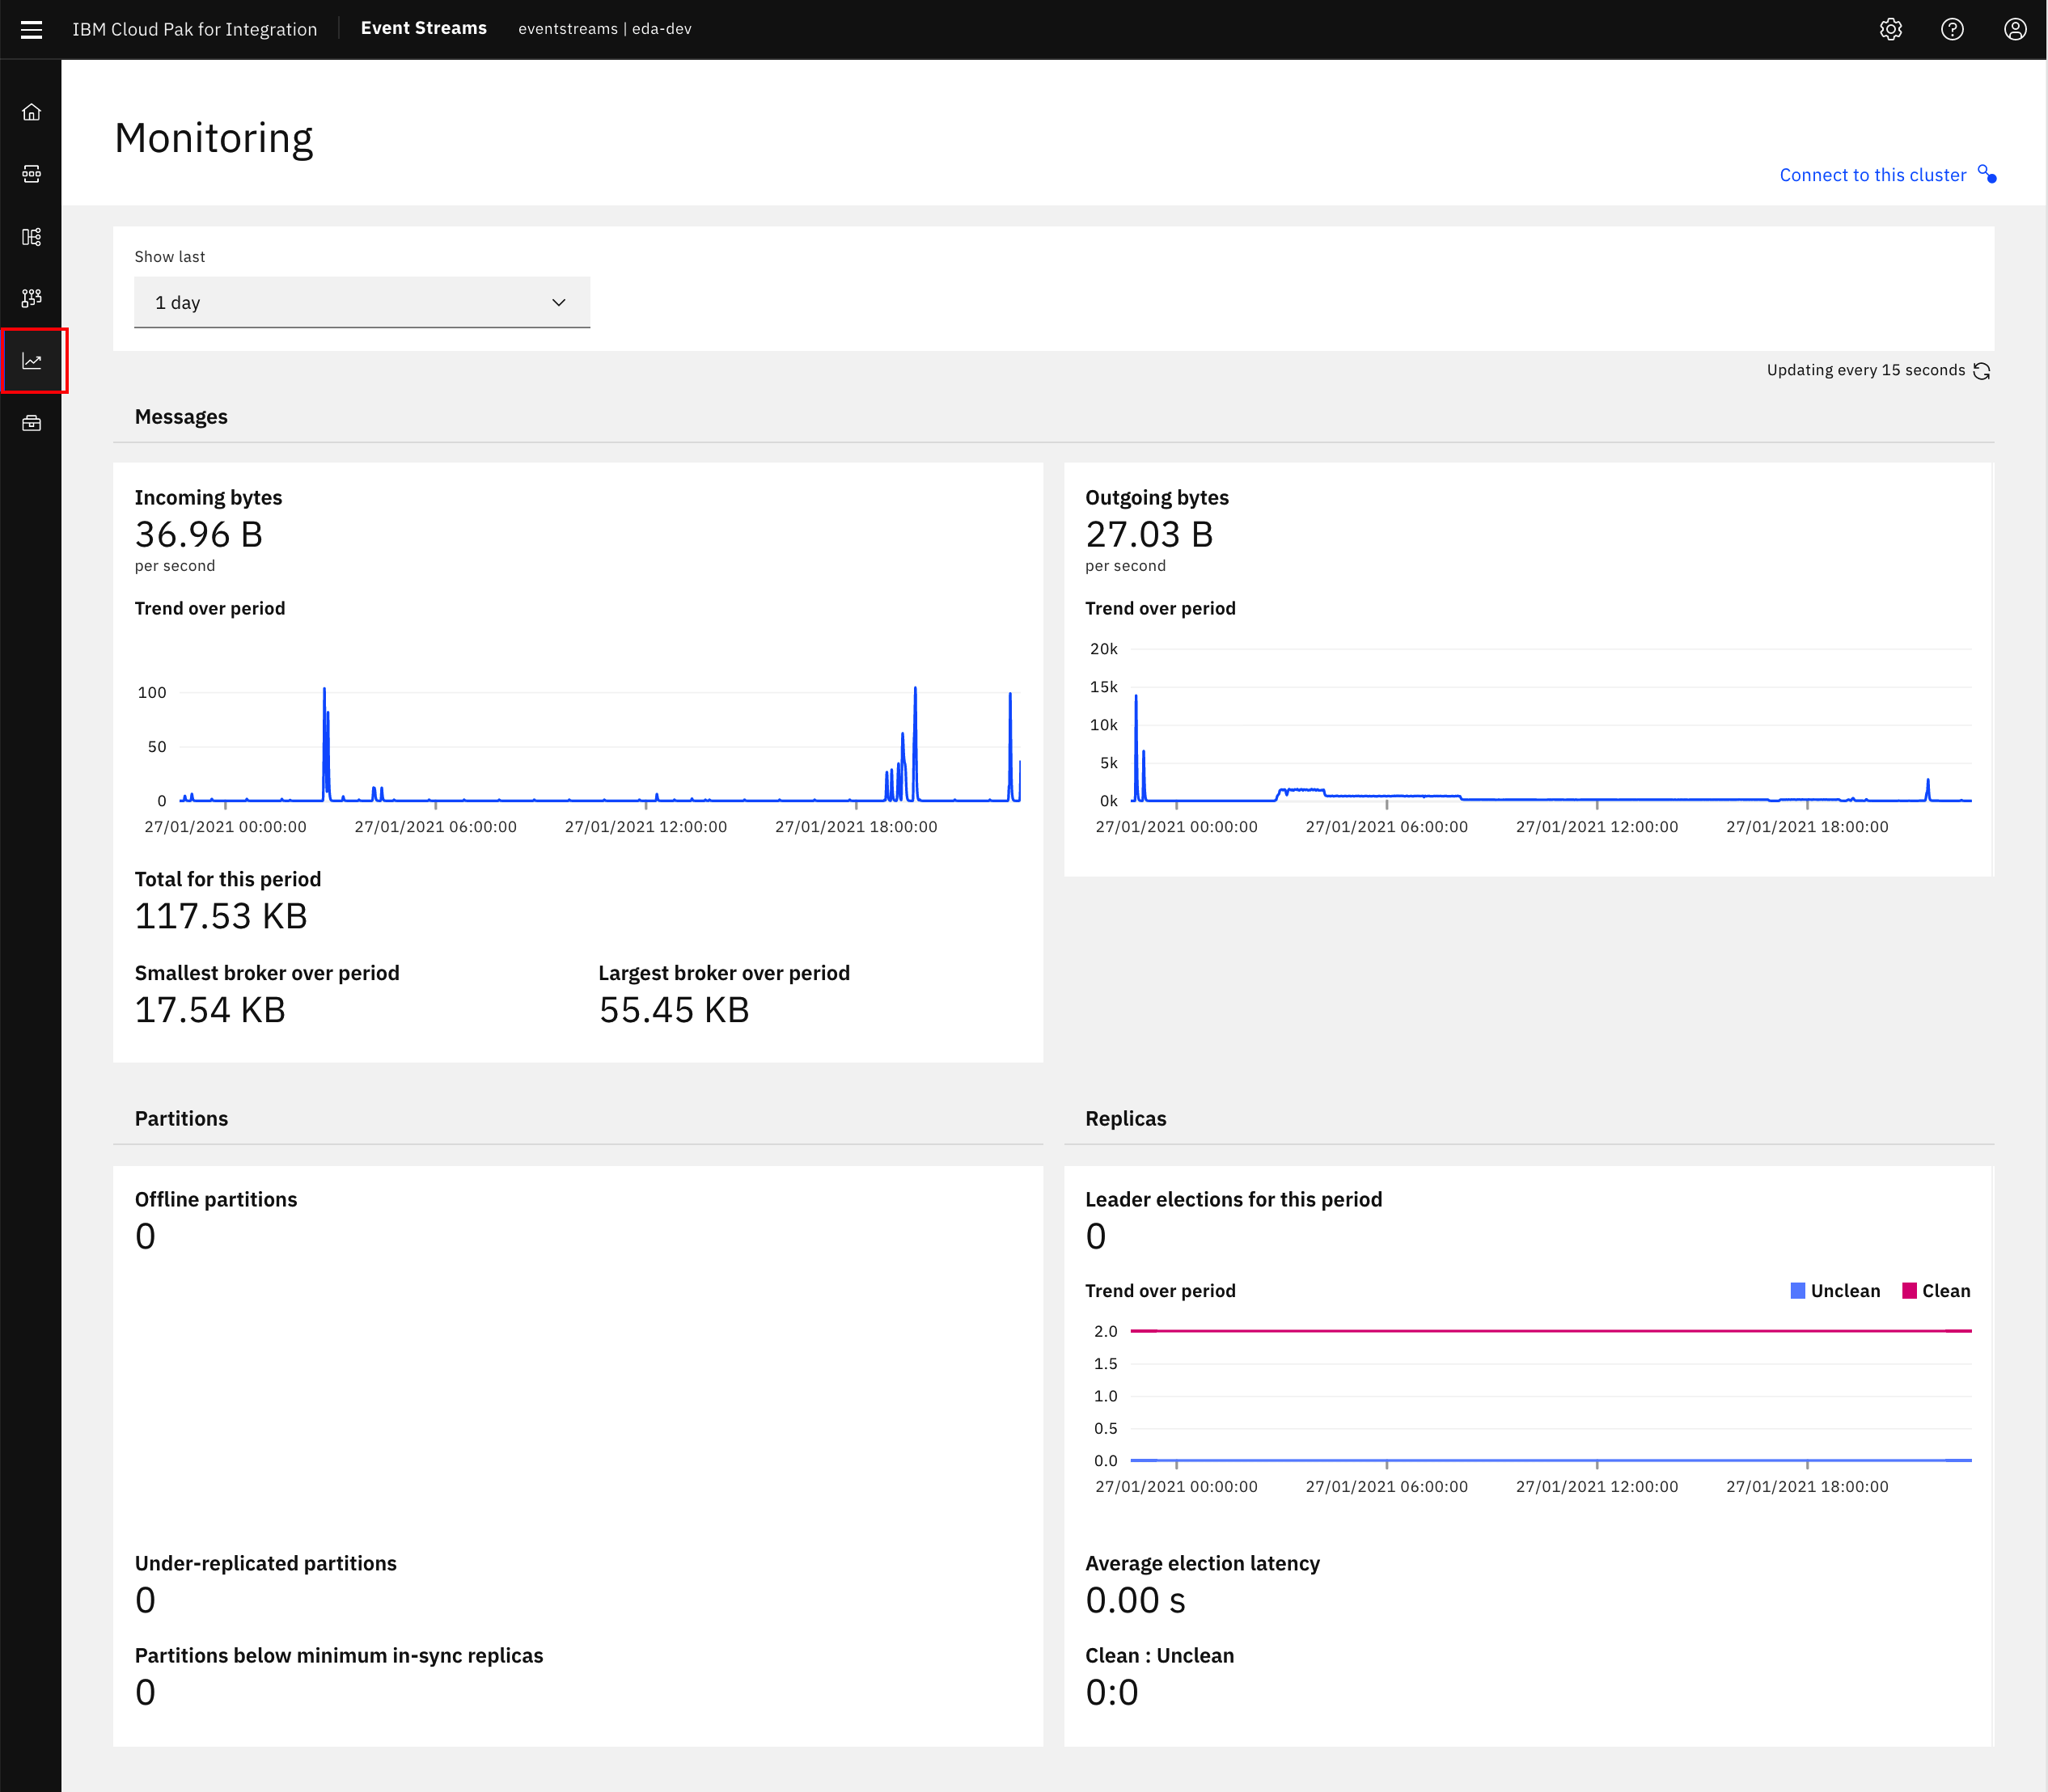 IBM Cloud Pak for Integration Event Streams eventstreams | eda-dev
Monitoring
Connect to this cluster
Show last
1 day
Updating every 15 seconds
Messages
Incoming bytes
36.96 B
per second
Trend over period
100
50
0
27/01/2021 00:00:00 27/01/2021 06:00:00 27/01/2021 12:00:00 27/01/2021 18:00:00
Total for this period
117.53 KB
Smallest broker over period
17.54 KB
Largest broker over period
55.45 KB
Outgoing bytes
27.03 B
per second
Trend over period
20k
15k
10k
5k
0k
27/01/2021 00:00:00 27/01/2021 06:00:00 27/01/2021 12:00:00 27/01/2021 18:00:00
Partitions
Offline partitions
0
Under-replicated partitions
0
Partitions below minimum in-sync replicas
0
Replicas
Leader elections for this period
0
Trend over period
Unclean Clean
2.0
1.5
1.0
0.5
0.0
27/01/2021 00:00:00 27/01/2021 06:00:00 27/01/2021 12:00:00 27/01/2021 18:00:00
Average election latency
0.00 s
Clean : Unclean
0:0